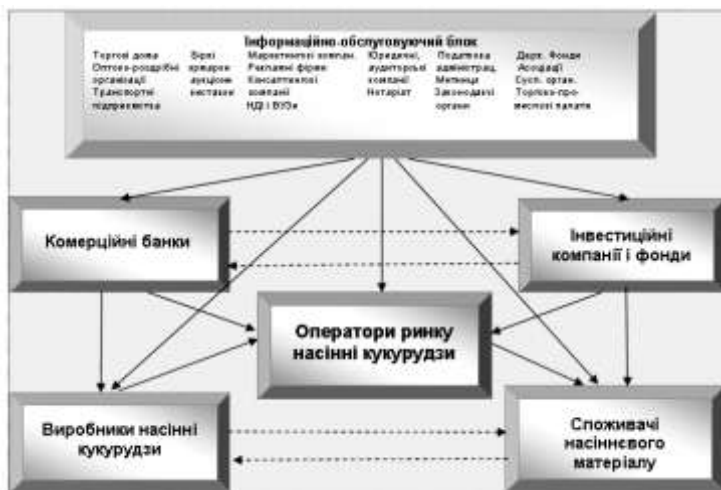 Інформаційно-обслуговуючий блок
Торгові дома
Оптово-роздрібні
організації
Транспортні
підприємства
Біржі
ярмарки
аукціони
виставки
Маркетингові компан.
Рекламні фірми
Консалтингові
компанії
НДІ і ВУЗи
Юридичні,
аудиторські
компанії
Нотаріат
Податкова
адміністрац.
Митниця
Законодавчі
органи
Держ. Фонди
Асоціації
Сусп. орган.
Торгово-про
мислові палати
Комерційні банки
Інвестиційні
компанії і фонди
Оператори ринку
насінні кукурудзи
Виробники насінні
кукурудзи
Споживачі
насіннєвого
матеріалу